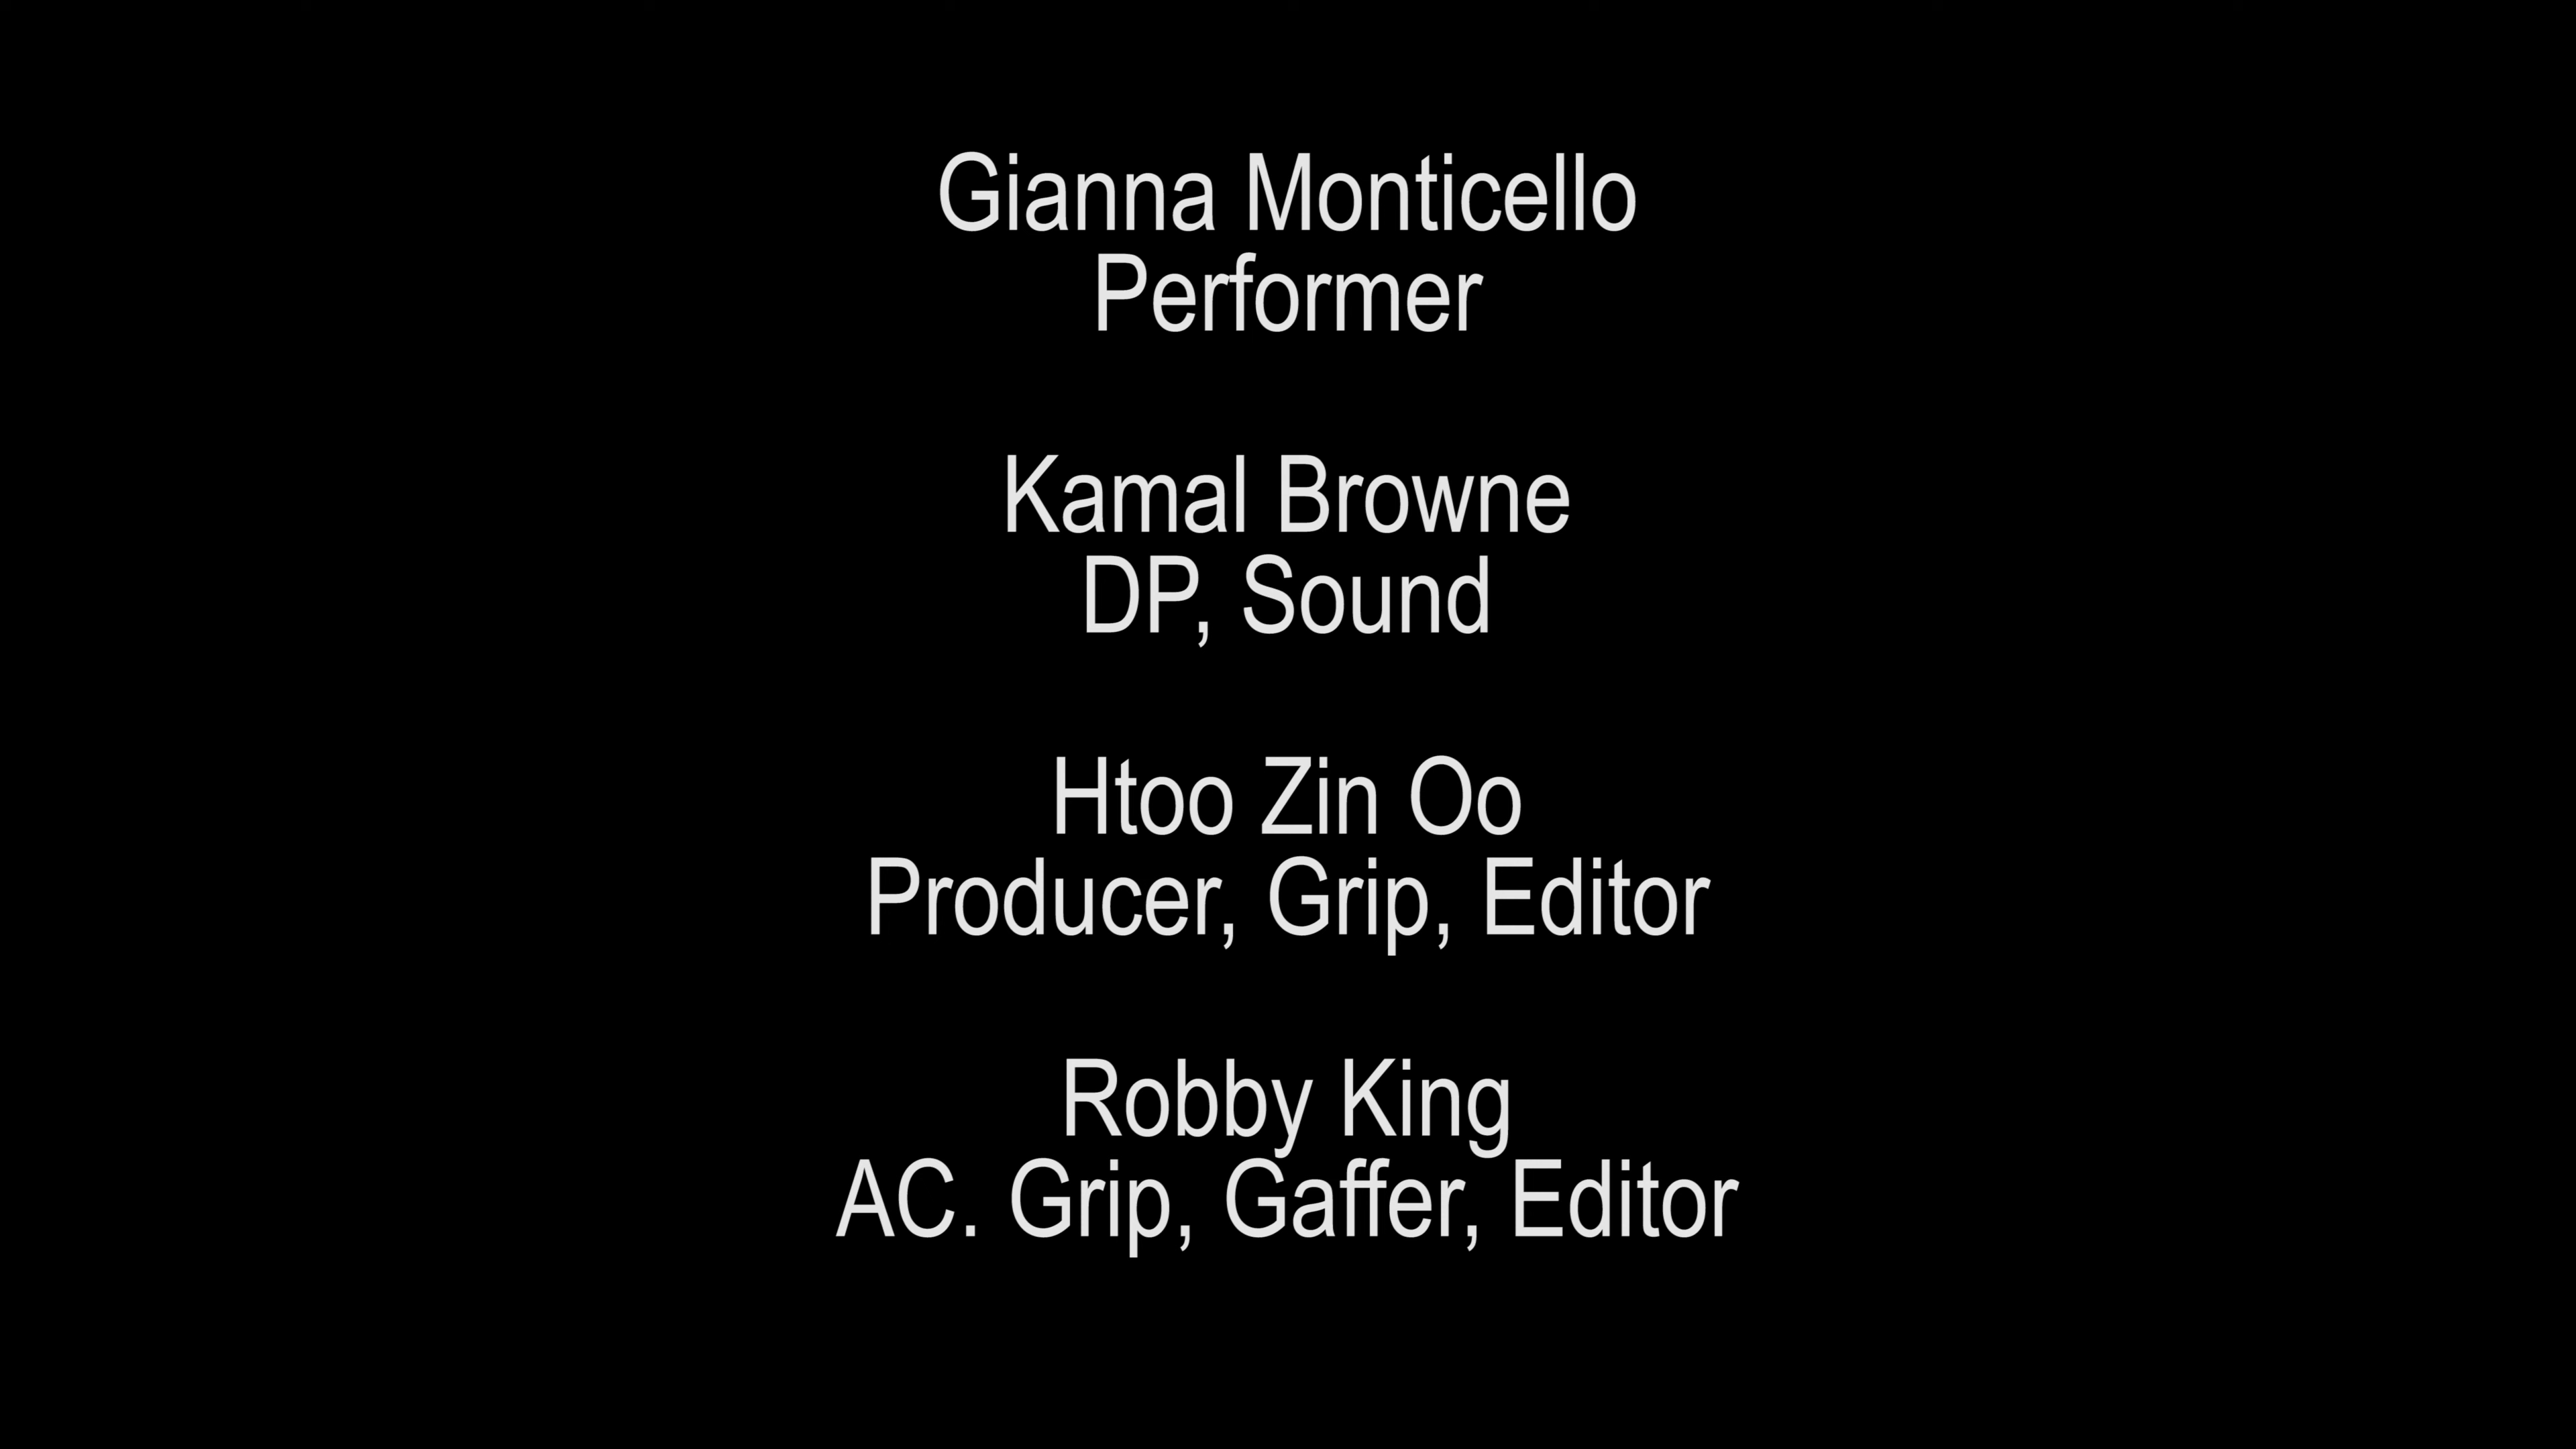 Gianna Monticello
Performer
Kamal Browne
DP, Sound
Htoo Zin Oo
Producer, Grip, Editor
Robby King
AC. Grip, Gaffer, Editor